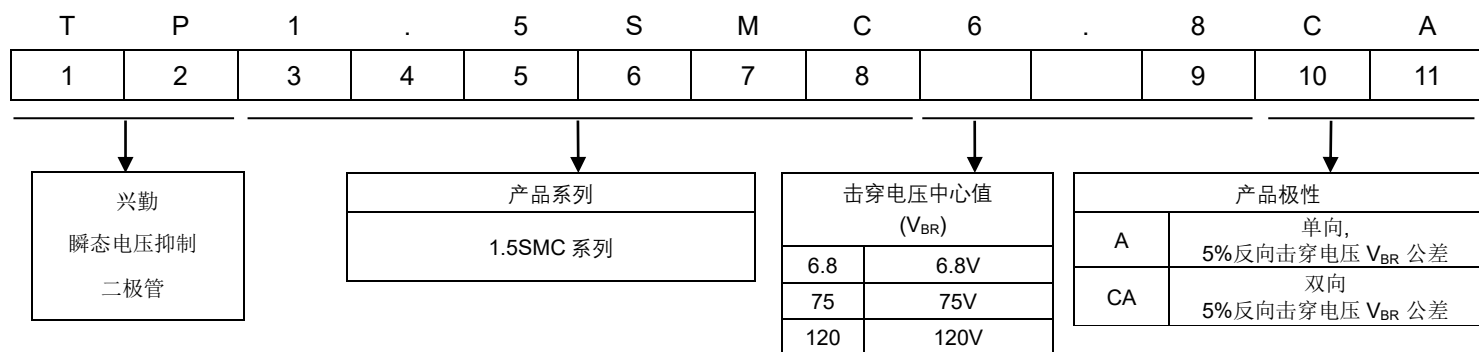 T P 1 . 5 S M C 6 . 8 C A
1 2 3 4 5 6 7 8 9 10 11
兴勤
瞬态电压抑制
二极管
产品系列
1.5SMC 系列
击穿电压中心值
(VBR)
6.8 6.8V
75 75V
120 120V
产品极性
A 单向,
5%反向击穿电压 VBR 公差
CA 双向
5%反向击穿电压 VBR 公差